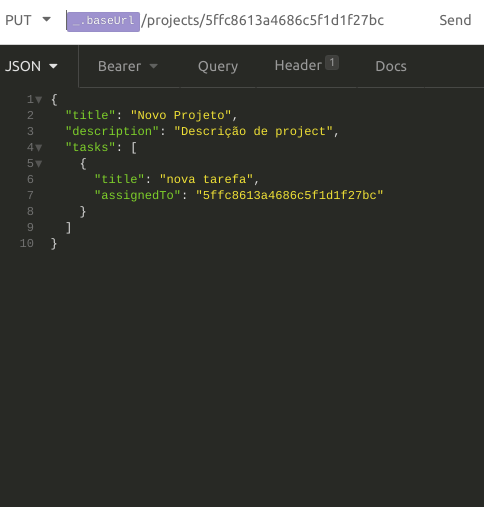 PUT _.baseUrl/projects/5ffc8613a4686c5f1d1f27bc Send
JSON Bearer Query Header 1 Docs
1 {
2 "title": "Novo Projeto",
3 "description": "Descrição de project",
4 "tasks": [
5 {
6 "title": "nova tarefa",
7 "assignedTo": "5ffc8613a4686c5f1d1f27bc"
8 }
9 ]
10 }